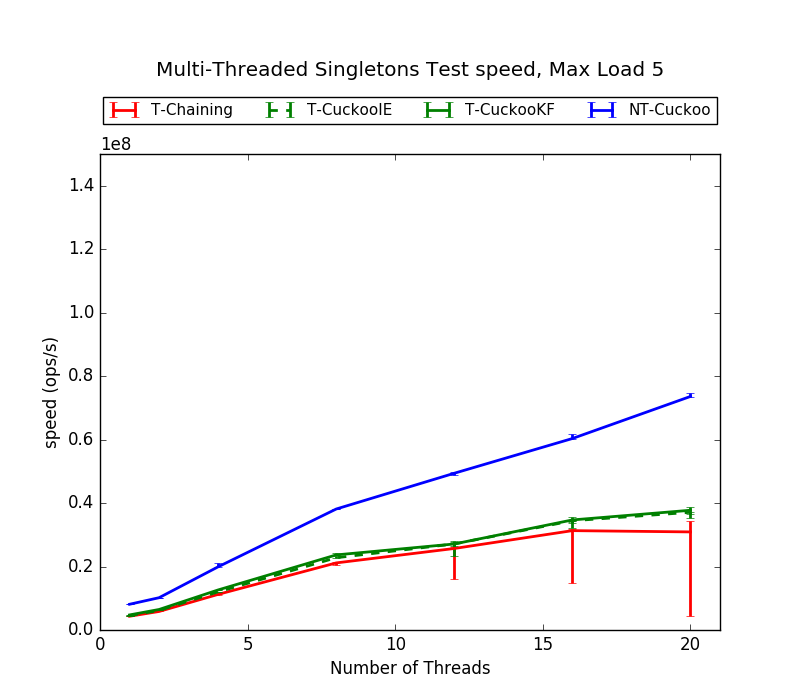 Multi-Threaded Singletons Test speed, Max Load 5
T-Chaining T-CuckooIE T-CuckooKF NT-Cuckoo
1e8
1.4
1.2
1.0
0.8
0.6
0.4
0.2
0.0
speed (ops/s)
0 5 10 15 20
Number of Threads